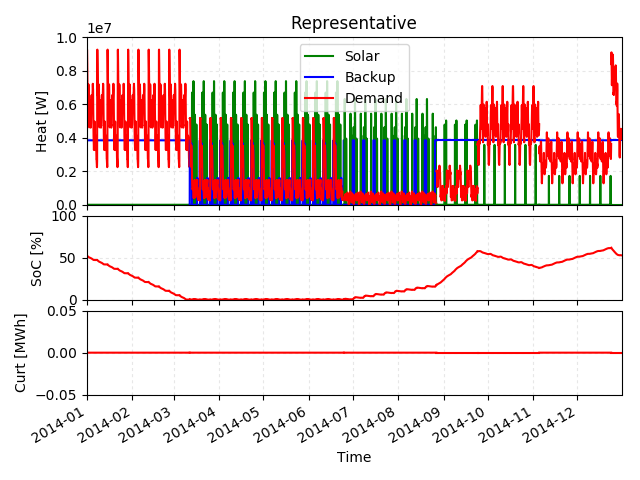 Representative
1e7
Heat [W]
1.0
0.8
0.6
0.4
0.2
0.0
Solar
Backup
Demand
SoC [%]
100
50
0
Curt [MWh]
0.05
0.00
−0.05
2014-01
2014-02
2014-03
2014-04
2014-05
2014-06
2014-07
2014-08
2014-09
2014-10
2014-11
2014-12
Time